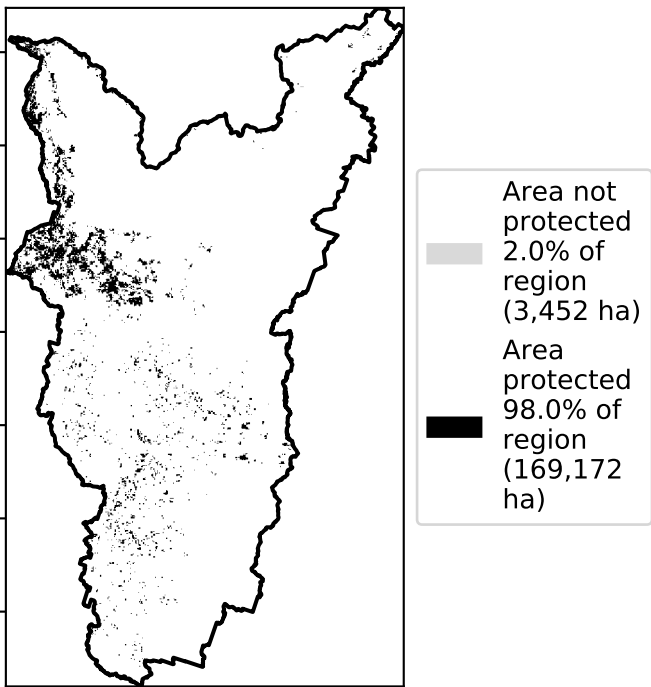 Area not
protected
2.0% of
region
(3,452 ha)
Area
protected
98.0% of
region
(169,172
ha)